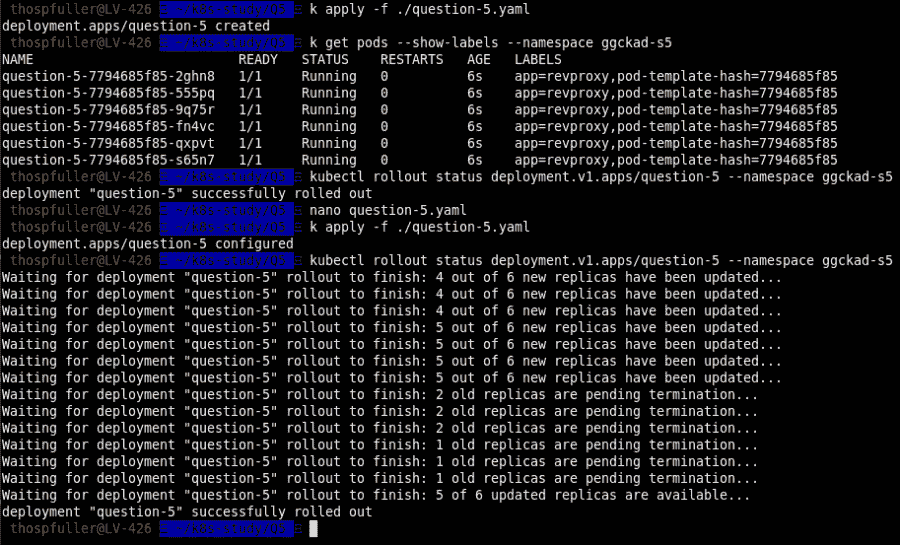 thospfuller@LV-426 k apply -f ./question-5.yaml
deployment.apps/question-5 created
thospfuller@LV-426 k get pods --show-labels --namespace ggckad-s5
NAME READY STATUS RESTARTS AGE LABELS
question-5-7794685f85-2ghn8 1/1 Running 0 6s app=revproxy,pod-template-hash=7794685f85
question-5-7794685f85-555pq 1/1 Running 0 6s app=revproxy,pod-template-hash=7794685f85
question-5-7794685f85-9q75r 1/1 Running 0 6s app=revproxy,pod-template-hash=7794685f85
question-5-7794685f85-fn4vc 1/1 Running 0 6s app=revproxy,pod-template-hash=7794685f85
question-5-7794685f85-qxpvt 1/1 Running 0 6s app=revproxy,pod-template-hash=7794685f85
question-5-7794685f85-s65n7 1/1 Running 0 6s app=revproxy,pod-template-hash=7794685f85
thospfuller@LV-426 kubectl rollout status deployment.v1.apps/question-5 --namespace ggckad-s5
deployment "question-5" successfully rolled out
thospfuller@LV-426 nano question-5.yaml
thospfuller@LV-426 k apply -f ./question-5.yaml
deployment.apps/question-5 configured
thospfuller@LV-426 kubectl rollout status deployment.v1.apps/question-5 --namespace ggckad-s5
Waiting for deployment "question-5" rollout to finish: 4 out of 6 new replicas have been updated...
Waiting for deployment "question-5" rollout to finish: 4 out of 6 new replicas have been updated...
Waiting for deployment "question-5" rollout to finish: 4 out of 6 new replicas have been updated...
Waiting for deployment "question-5" rollout to finish: 5 out of 6 new replicas have been updated...
Waiting for deployment "question-5" rollout to finish: 5 out of 6 new replicas have been updated...
Waiting for deployment "question-5" rollout to finish: 5 out of 6 new replicas have been updated...
Waiting for deployment "question-5" rollout to finish: 5 out of 6 new replicas have been updated...
Waiting for deployment "question-5" rollout to finish: 2 old replicas are pending termination...
Waiting for deployment "question-5" rollout to finish: 2 old replicas are pending termination...
Waiting for deployment "question-5" rollout to finish: 2 old replicas are pending termination...
Waiting for deployment "question-5" rollout to finish: 1 old replicas are pending termination...
Waiting for deployment "question-5" rollout to finish: 1 old replicas are pending termination...
Waiting for deployment "question-5" rollout to finish: 1 old replicas are pending termination...
Waiting for deployment "question-5" rollout to finish: 5 of 6 updated replicas are available...
deployment "question-5" successfully rolled out
thospfuller@LV-426